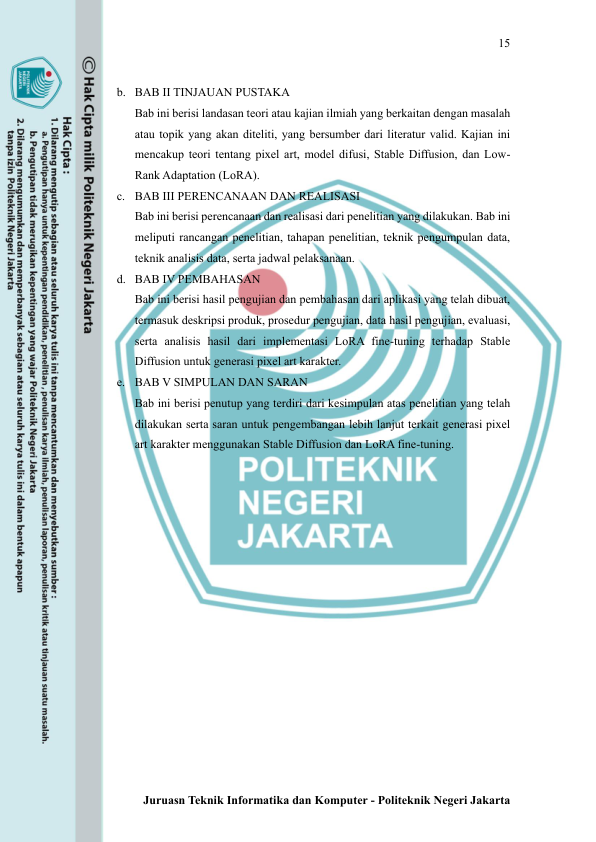 15
b. BAB II TINJAUAN PUSTAKA
Bab ini berisi landasan teori atau kajian ilmiah yang berkaitan dengan masalah
atau topik yang akan diteliti, yang bersumber dari literatur valid. Kajian ini
mencakup teori tentang pixel art, model difusi, Stable Diffusion, dan Low-
Rank Adaptation (LoRA).
c. BAB III PERENCANAAN DAN REALISASI
Bab ini berisi perencanaan dan realisasi dari penelitian yang dilakukan. Bab ini
meliputi rancangan penelitian, tahapan penelitian, teknik pengumpulan data,
teknik analisis data, serta jadwal pelaksanaan.
d. BAB IV PEMBAHASAN
Bab ini berisi hasil pengujian dan pembahasan dari aplikasi yang telah dibuat,
termasuk deskripsi produk, prosedur pengujian, data hasil pengujian, evaluasi,
serta analisis hasil dari implementasi LoRA fine-tuning terhadap Stable
Diffusion untuk generasi pixel art karakter.
e. BAB V SIMPULAN DAN SARAN
Bab ini berisi penutup yang terdiri dari kesimpulan atas penelitian yang telah
dilakukan serta saran untuk pengembangan lebih lanjut terkait generasi pixel
art karakter menggunakan Stable Diffusion dan LoRA fine-tuning.
POLITEKNIK
NEGERI
JAKARTA
Juruasn Teknik Informatika dan Komputer - Politeknik Negeri Jakarta
© Hak Cipta milik Politeknik Negeri Jakarta
Hak Cipta :
1. Dilarang mengutip sebagian atau seluruh karya tulis ini tanpa mencantumkan dan menyebutkan sumber :
a. Pengutipan hanya untuk kepentingan pendidikan, penelitian , penulisan karya ilmiah, penulisan laporan, penulisan kritik atau tinjauan suatu masalah.
b. Pengutipan tidak merugikan kepentingan yang wajar Politeknik Negeri Jakarta
2. Dilarang mengumumkan dan memperbanyak sebagian atau seluruh karya tulis ini dalam bentuk apapun
tanpa izin Politeknik Negeri Jakarta
POLITEKNIK
NEGERI
JAKARTA